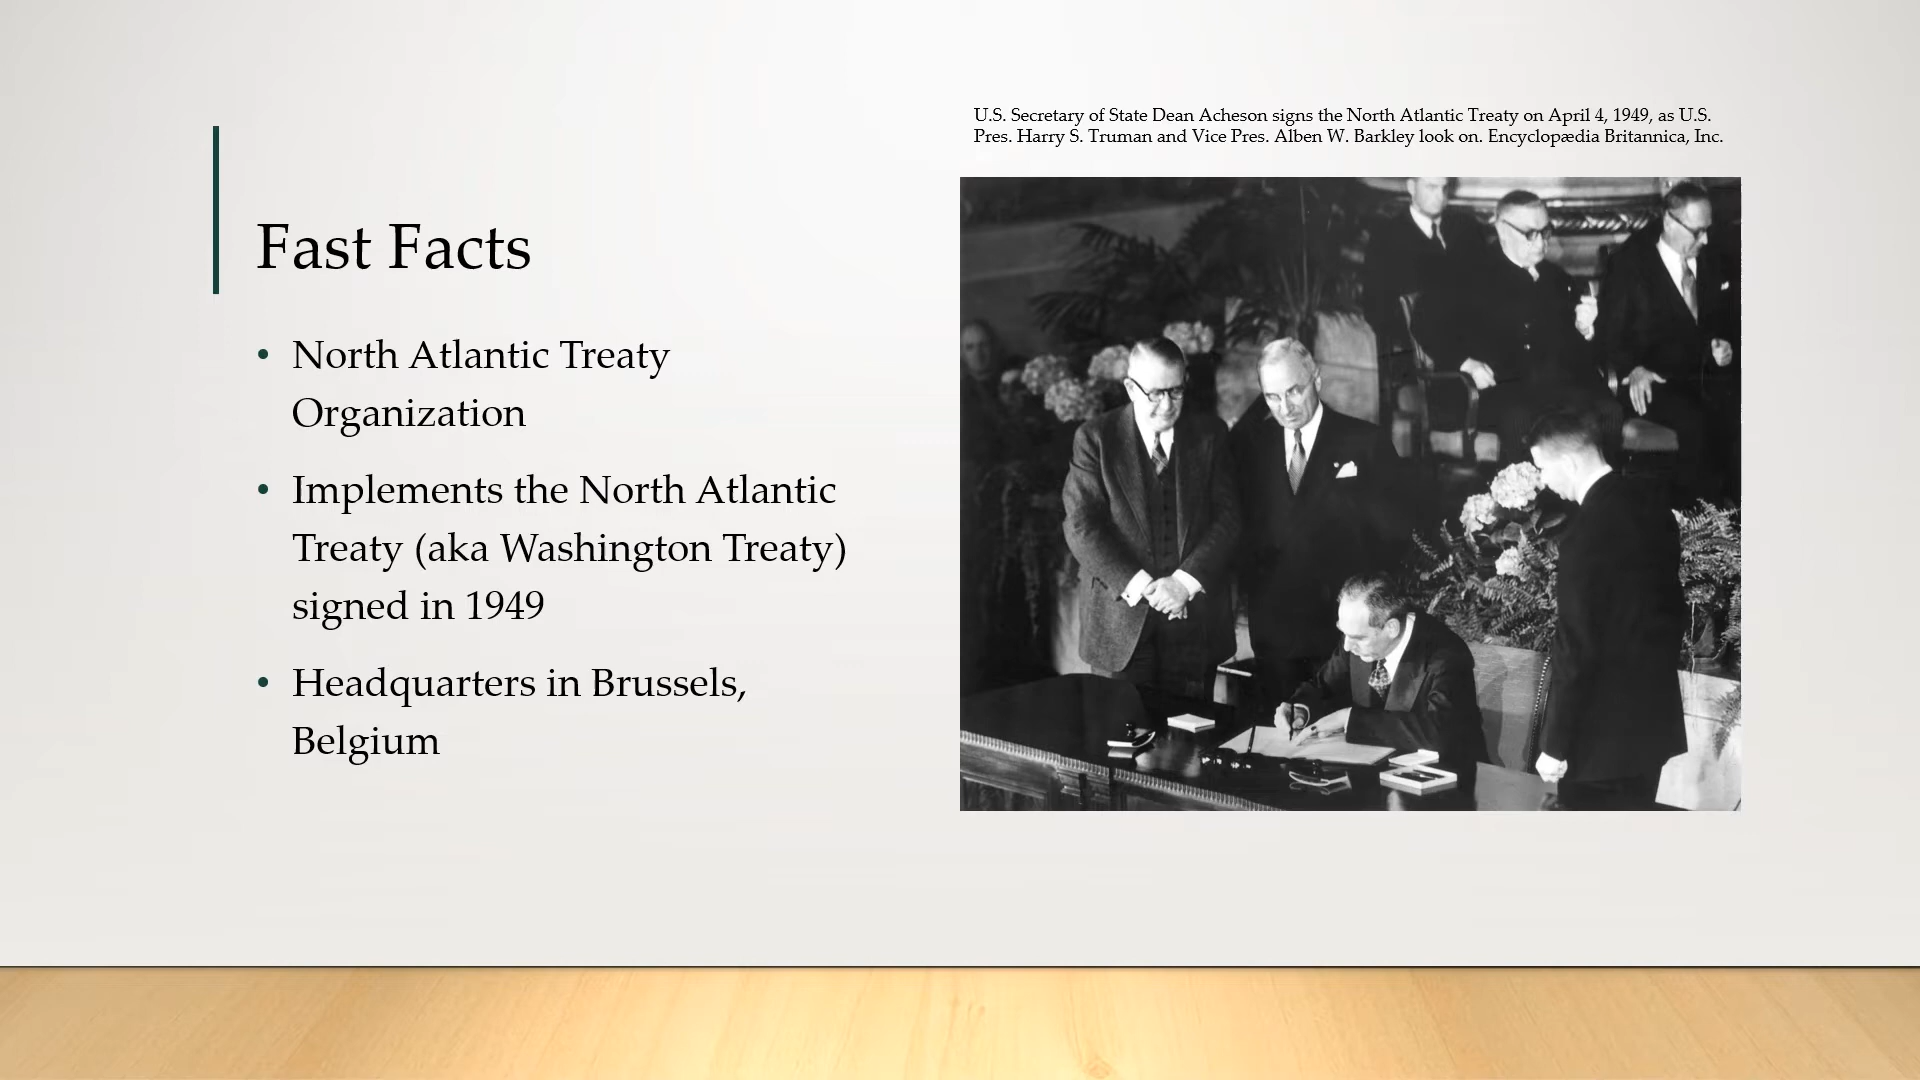 U.S. Secretary of State Dean Acheson signs the North Atlantic Treaty on April 4, 1949, as U.S.
Pres. Harry S. Truman and Vice Pres. Alben W. Barkley look on. Encyclopædia Britannica, Inc.
Fast Facts
• North Atlantic Treaty
Organization
• Implements the North Atlantic
Treaty (aka Washington Treaty)
signed in 1949
• Headquarters in Brussels,
Belgium